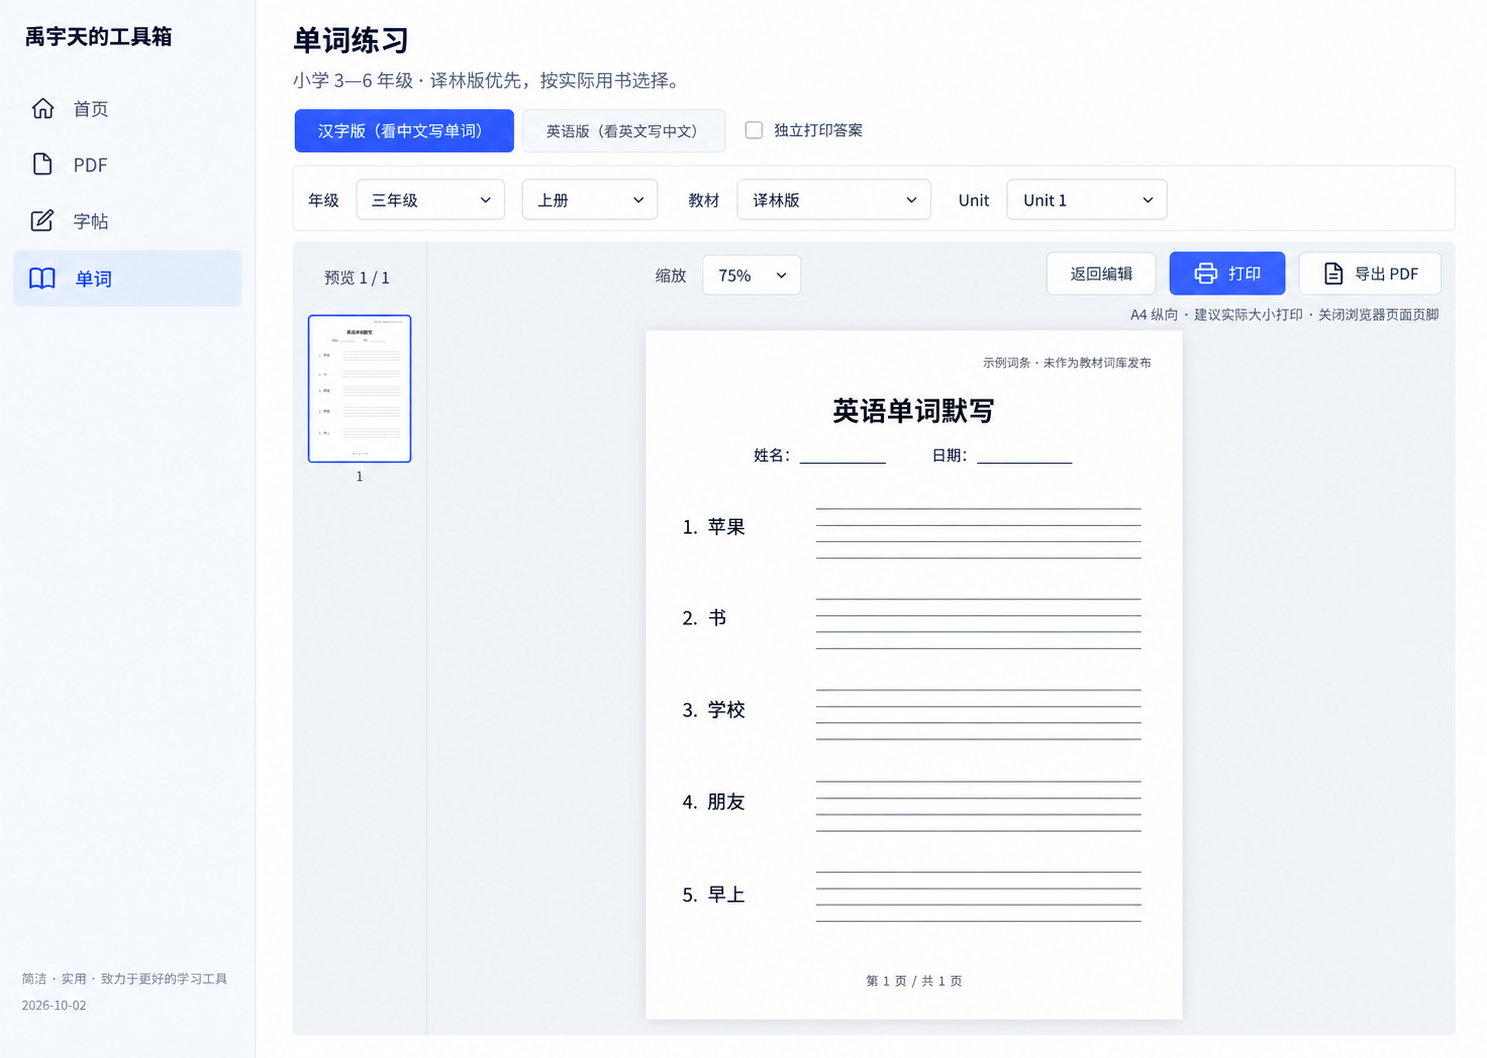 禹宇天的工具箱
首页
PDF
字帖
单词
简洁 · 实用 · 致力于更好的学习工具
2026-10-02
单词练习
小学 3—6 年级 · 译林版优先，按实际用书选择。
汉字版（看中文写单词） 英语版（看英文写中文） 独立打印答案
年级 三年级 上册 教材 译林版 Unit Unit 1
预览 1 / 1
1
缩放 75% 返回编辑 打印 导出 PDF
A4 纵向 · 建议实际大小打印 · 关闭浏览器页面页脚
示例词条 · 未作为教材词库发布
英语单词默写
姓名： 日期：
1. 苹果
2. 书
3. 学校
4. 朋友
5. 早上
第 1 页 / 共 1 页